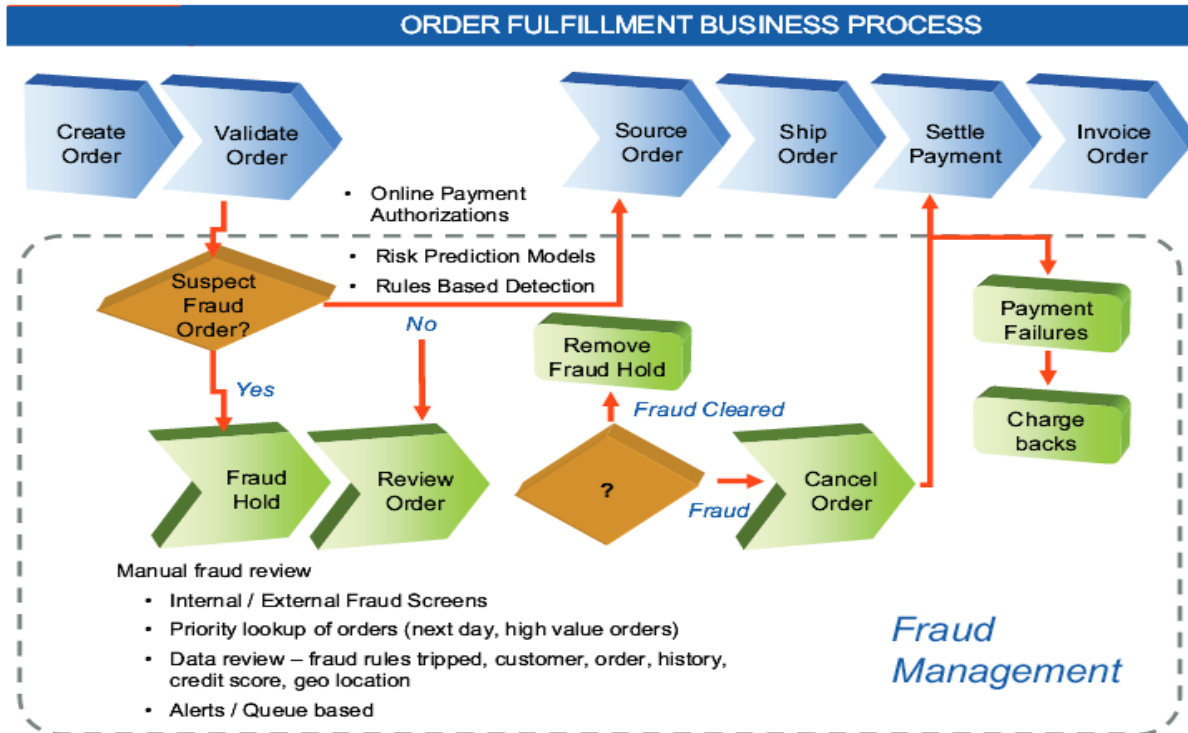 ORDER FULFILLMENT BUSINESS PROCESS
Create
Order
Validate
Order
Source
Order
Ship
Order
Settle
Payment
Invoice
Order
• Online Payment
Authorizations
• Risk Prediction Models
• Rules Based Detection
Suspect
Fraud
Order?
No
Yes
Remove
Fraud Hold
Fraud Cleared
Payment
Failures
Charge
backs
Fraud
Hold
Review
Order
?
Fraud
Cancel
Order
Manual fraud review
• Internal / External Fraud Screens
• Priority lookup of orders (next day, high value orders)
• Data review – fraud rules tripped, customer, order, history,
credit score, geo location
• Alerts / Queue based
Fraud
Management